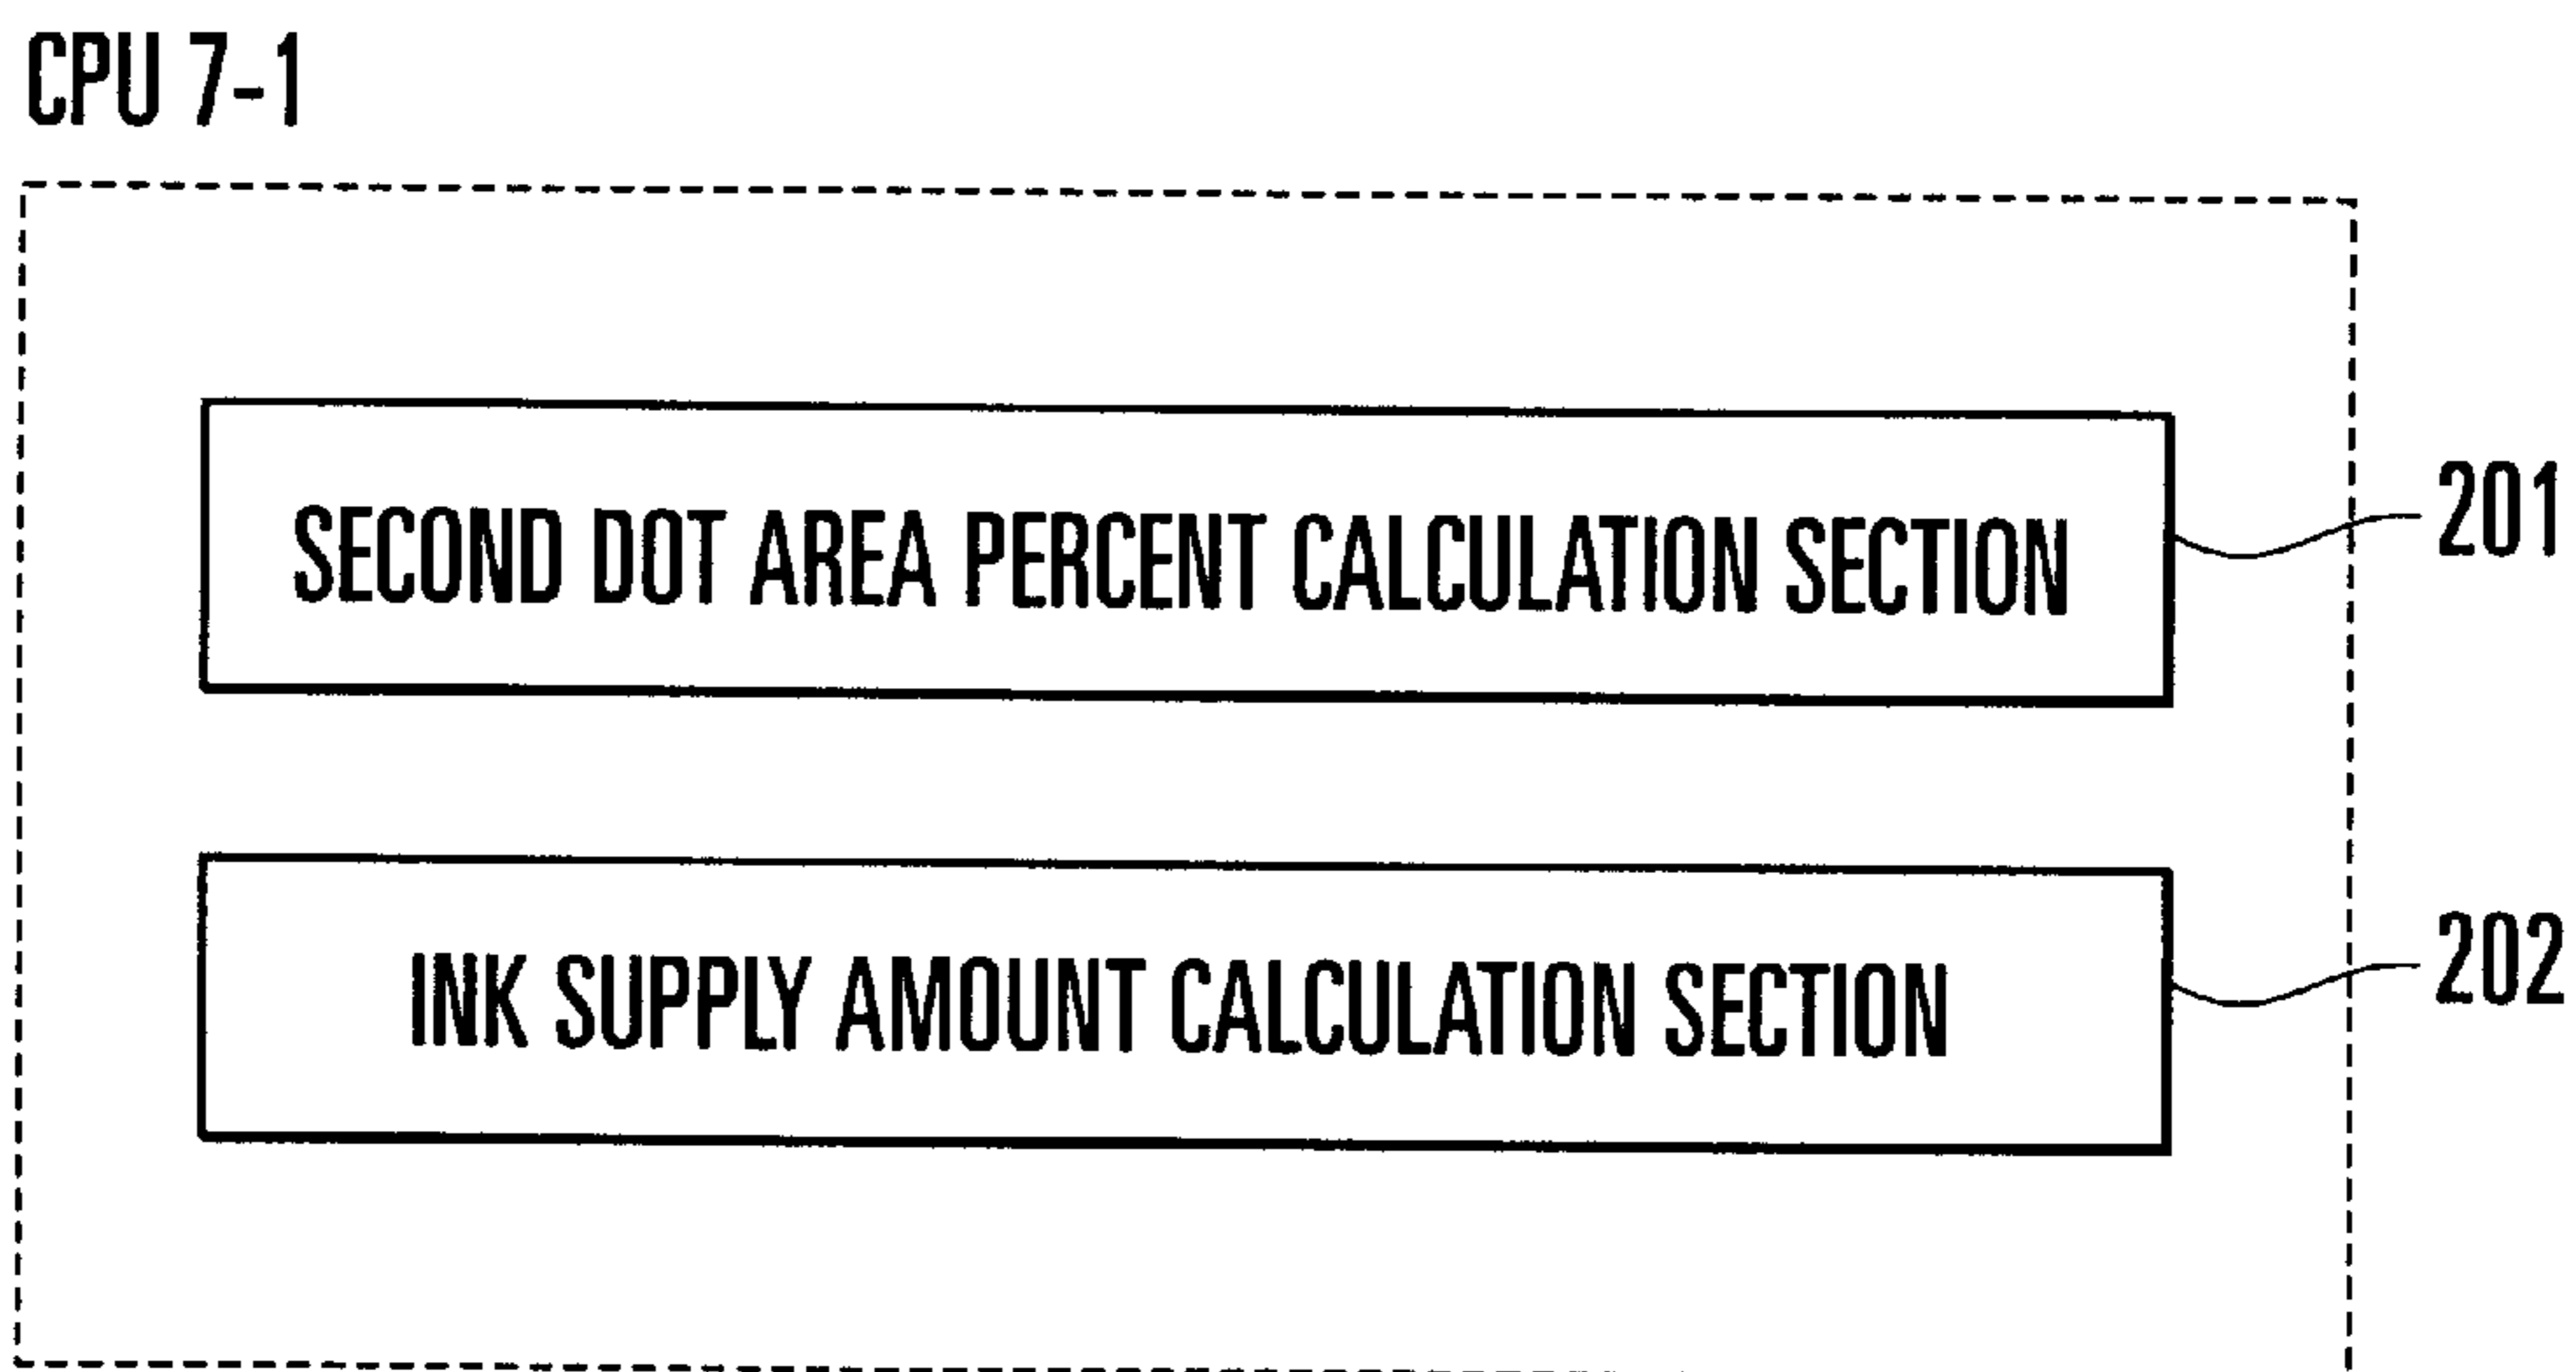 CPU 7-1
SECOND DOT AREA PERCENT CALCULATION SECTION
201
INK SUPPLY AMOUNT CALCULATION SECTION
202